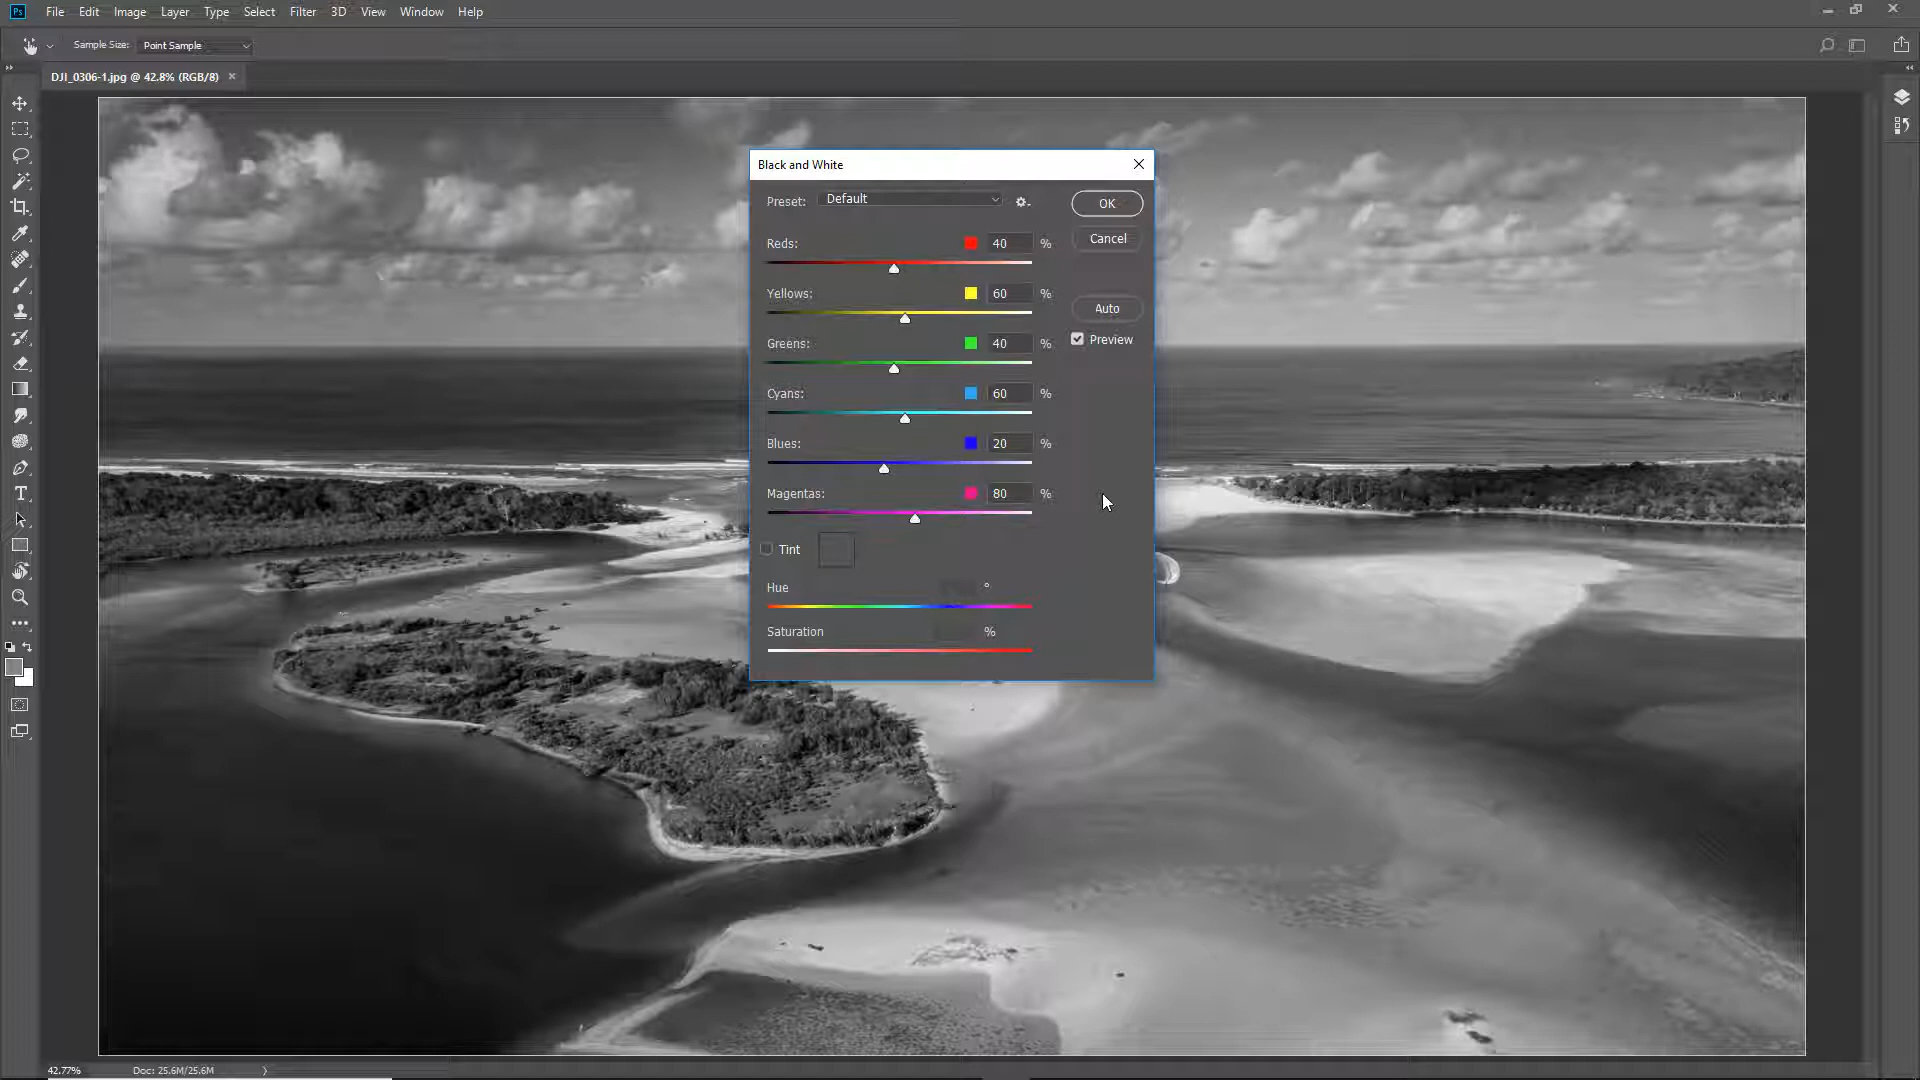 Ps File Edit Image Layer Type Select Filter 3D View Window Help
Sample Size: Point Sample
DJI_0306-1.jpg @ 42.8% (RGB/8) ×
Black and White
Preset: Default
OK
Reds: 40 %
Cancel
Yellows: 60 %
Auto
Greens: 40 %
Preview
Cyans: 60 %
Blues: 20 %
Magentas: 80 %
Tint
Hue °
Saturation %
42.77% Doc: 25.6M/25.6M